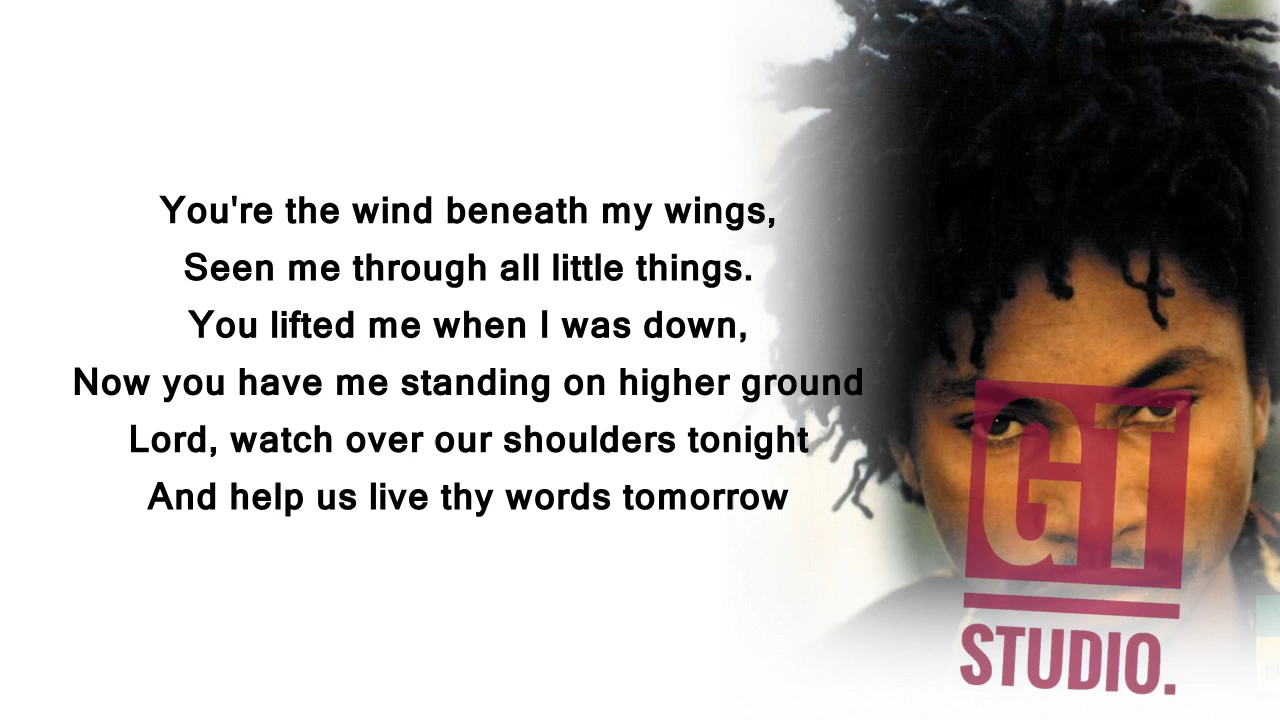 You're the wind beneath my wings,
Seen me through all little things.
You lifted me when I was down,
Now you have me standing on higher ground
Lord, watch over our shoulders tonight
And help us live thy words tomorrow
GT
STUDIO.